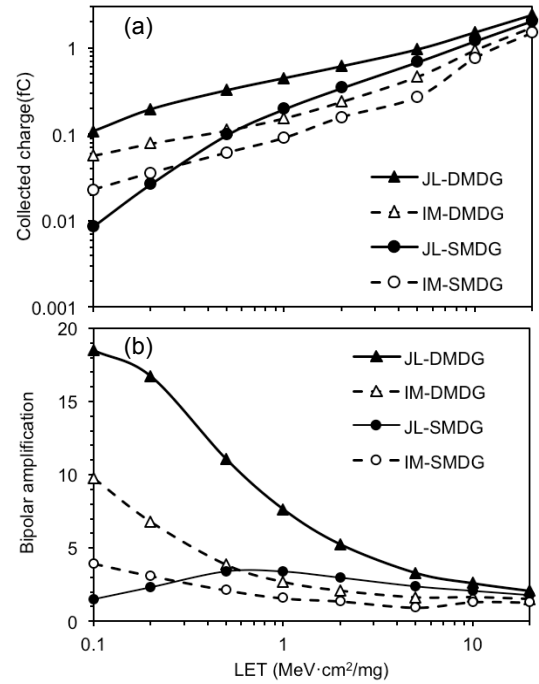 (a)
1
0.1
0.01
0.001
Collected charge(fC)
JL-DMDG
IM-DMDG
JL-SMDG
IM-SMDG
(b)
20
15
10
5
0
Bipolar amplification
JL-DMDG
IM-DMDG
JL-SMDG
IM-SMDG
0.1
1
10
LET (MeV·cm²/mg)